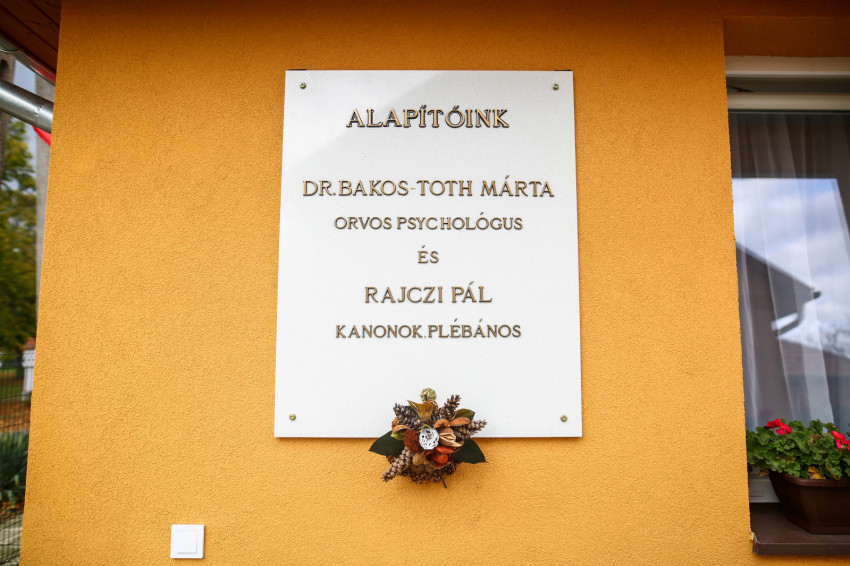 ALAPÍTÓINK
DR. BAKOS-TOTH MÁRTA
ORVOS PSYCHOLÓGUS
ÉS
RAJCZI PÁL
KANONOK. PLÉBÁNOS